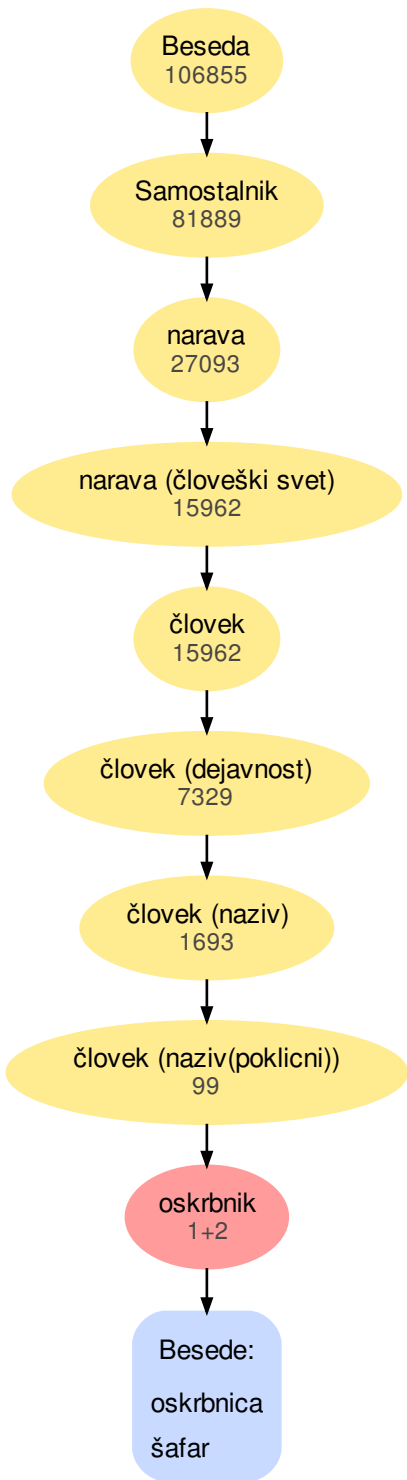 Beseda
106855
Samostalnik
81889
narava
27093
narava (človeški svet)
15962
človek
15962
človek (dejavnost)
7329
človek (naziv)
1693
človek (naziv(poklicni))
99
oskrbnik
1+2
Besede:
oskrbnica
šafar